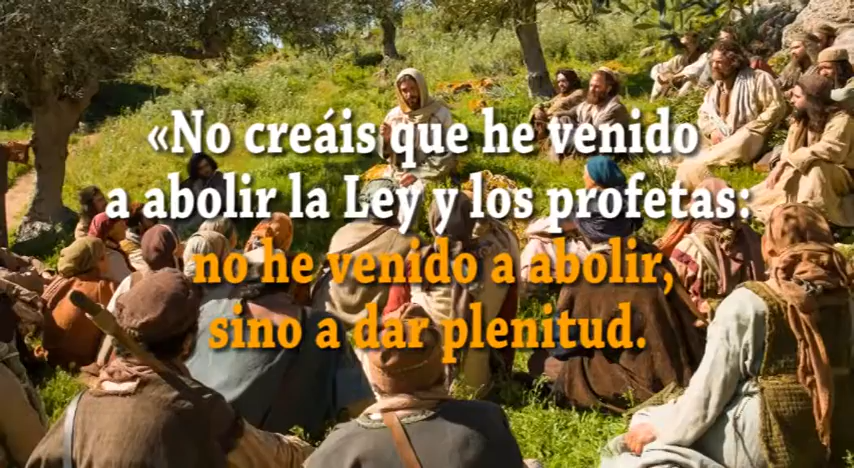 «No creáis que he venido
a abolir la Ley y los profetas:
no he venido a abolir,
sino a dar plenitud.